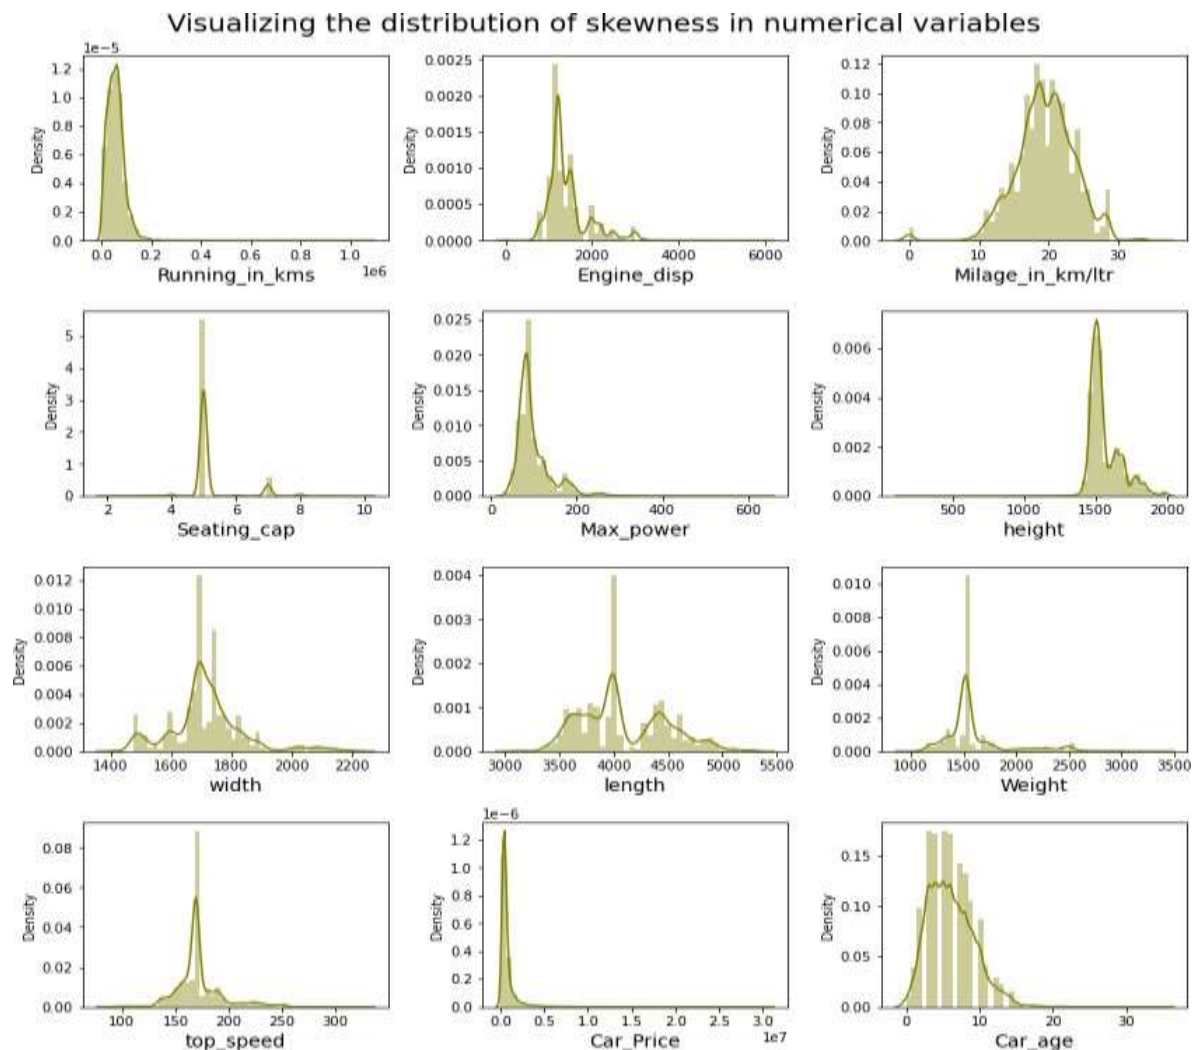 Visualizing the distribution of skewness in numerical variables
1e−5
Density
1.2
1.0
0.8
0.6
0.4
0.2
0.0
0.0 0.2 0.4 0.6 0.8 1.0
1e6
Running_in_kms
Density
0.0025
0.0020
0.0015
0.0010
0.0005
0.0000
0 2000 4000 6000
Engine_disp
Density
0.12
0.10
0.08
0.06
0.04
0.02
0.00
0 10 20 30
Milage_in_km/ltr
Density
5
4
3
2
1
0
2 4 6 8 10
Seating_cap
Density
0.025
0.020
0.015
0.010
0.005
0.000
0 200 400 600
Max_power
Density
0.006
0.004
0.002
0.000
500 1000 1500 2000
height
Density
0.012
0.010
0.008
0.006
0.004
0.002
0.000
1400 1600 1800 2000 2200
width
Density
0.004
0.003
0.002
0.001
0.000
3000 3500 4000 4500 5000 5500
length
Density
0.010
0.008
0.006
0.004
0.002
0.000
1000 1500 2000 2500 3000 3500
Weight
Density
0.08
0.06
0.04
0.02
0.00
100 150 200 250 300
top_speed
1e−6
Density
1.2
1.0
0.8
0.6
0.4
0.2
0.0
0.0 0.5 1.0 1.5 2.0 2.5 3.0
1e7
Car_Price
Density
0.15
0.10
0.05
0.00
0 10 20 30
Car_age